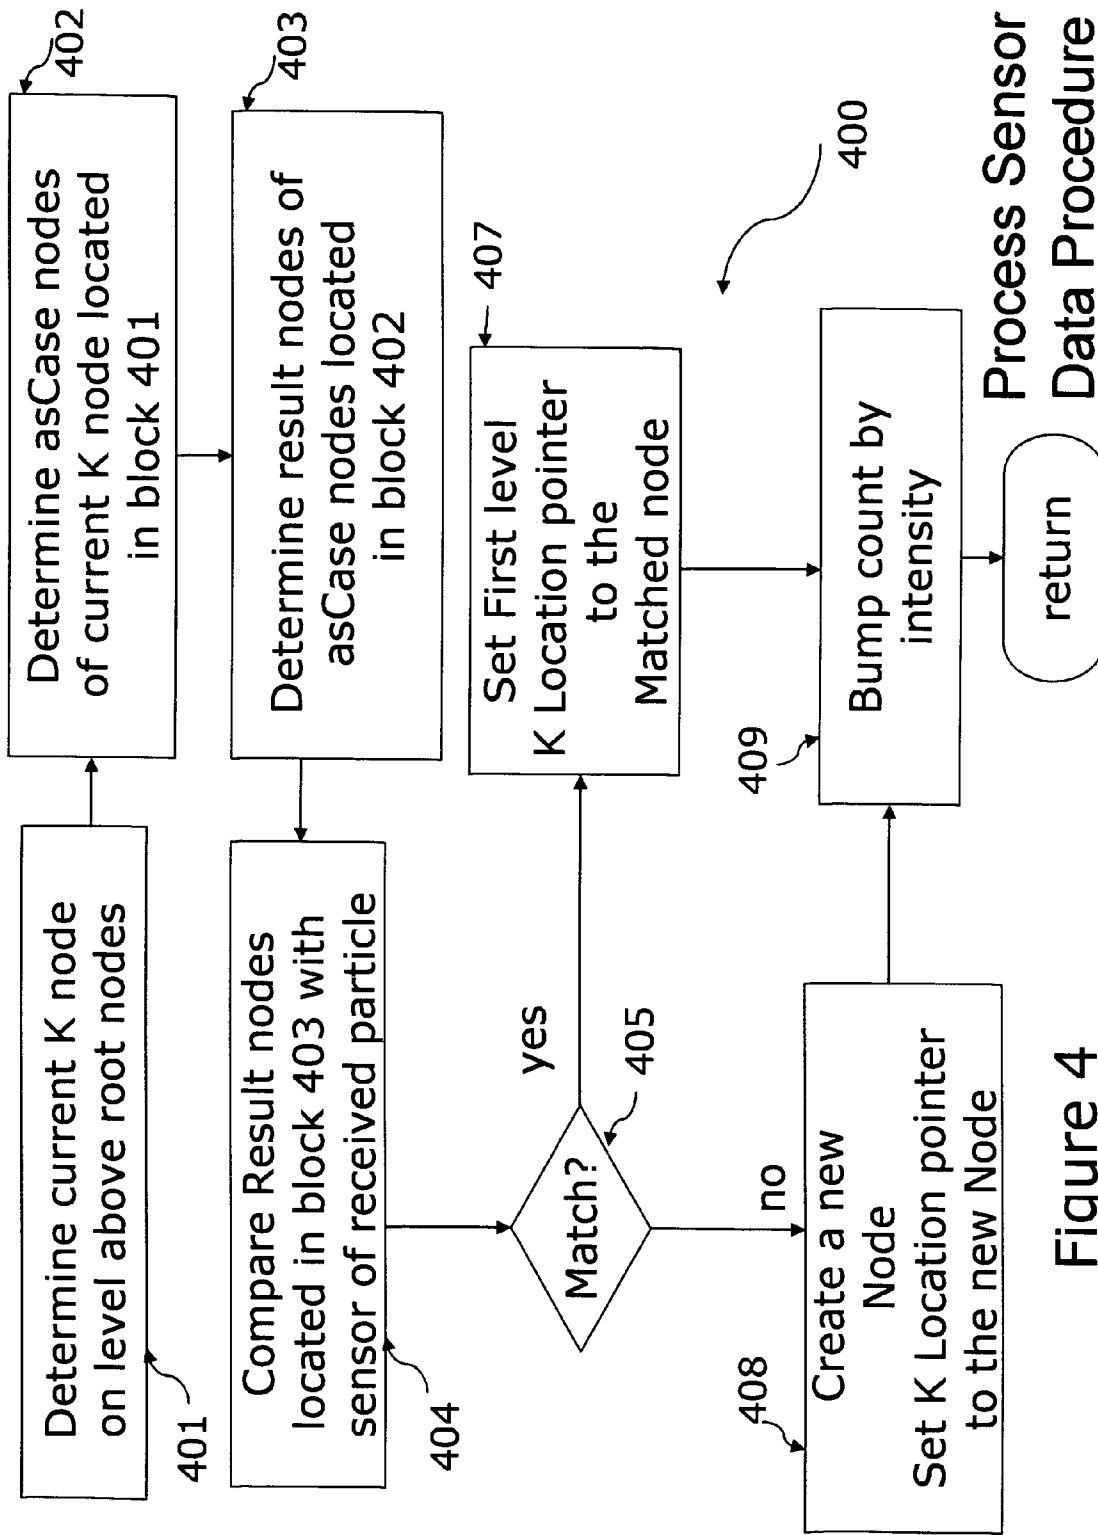 Determine current K node
on level above root nodes
401
Determine asCase nodes
of current K node located
in block 401
402
Determine result nodes of
asCase nodes located
in block 402
403
Compare Result nodes
located in block 403 with
sensor of received particle
404
Match?
405
yes
no
Set First level
K Location pointer
to the
Matched node
407
Create a new
Node
Set K Location pointer
to the new Node
408
Bump count by
intensity
409
return
400
Process Sensor
Data Procedure
Figure 4